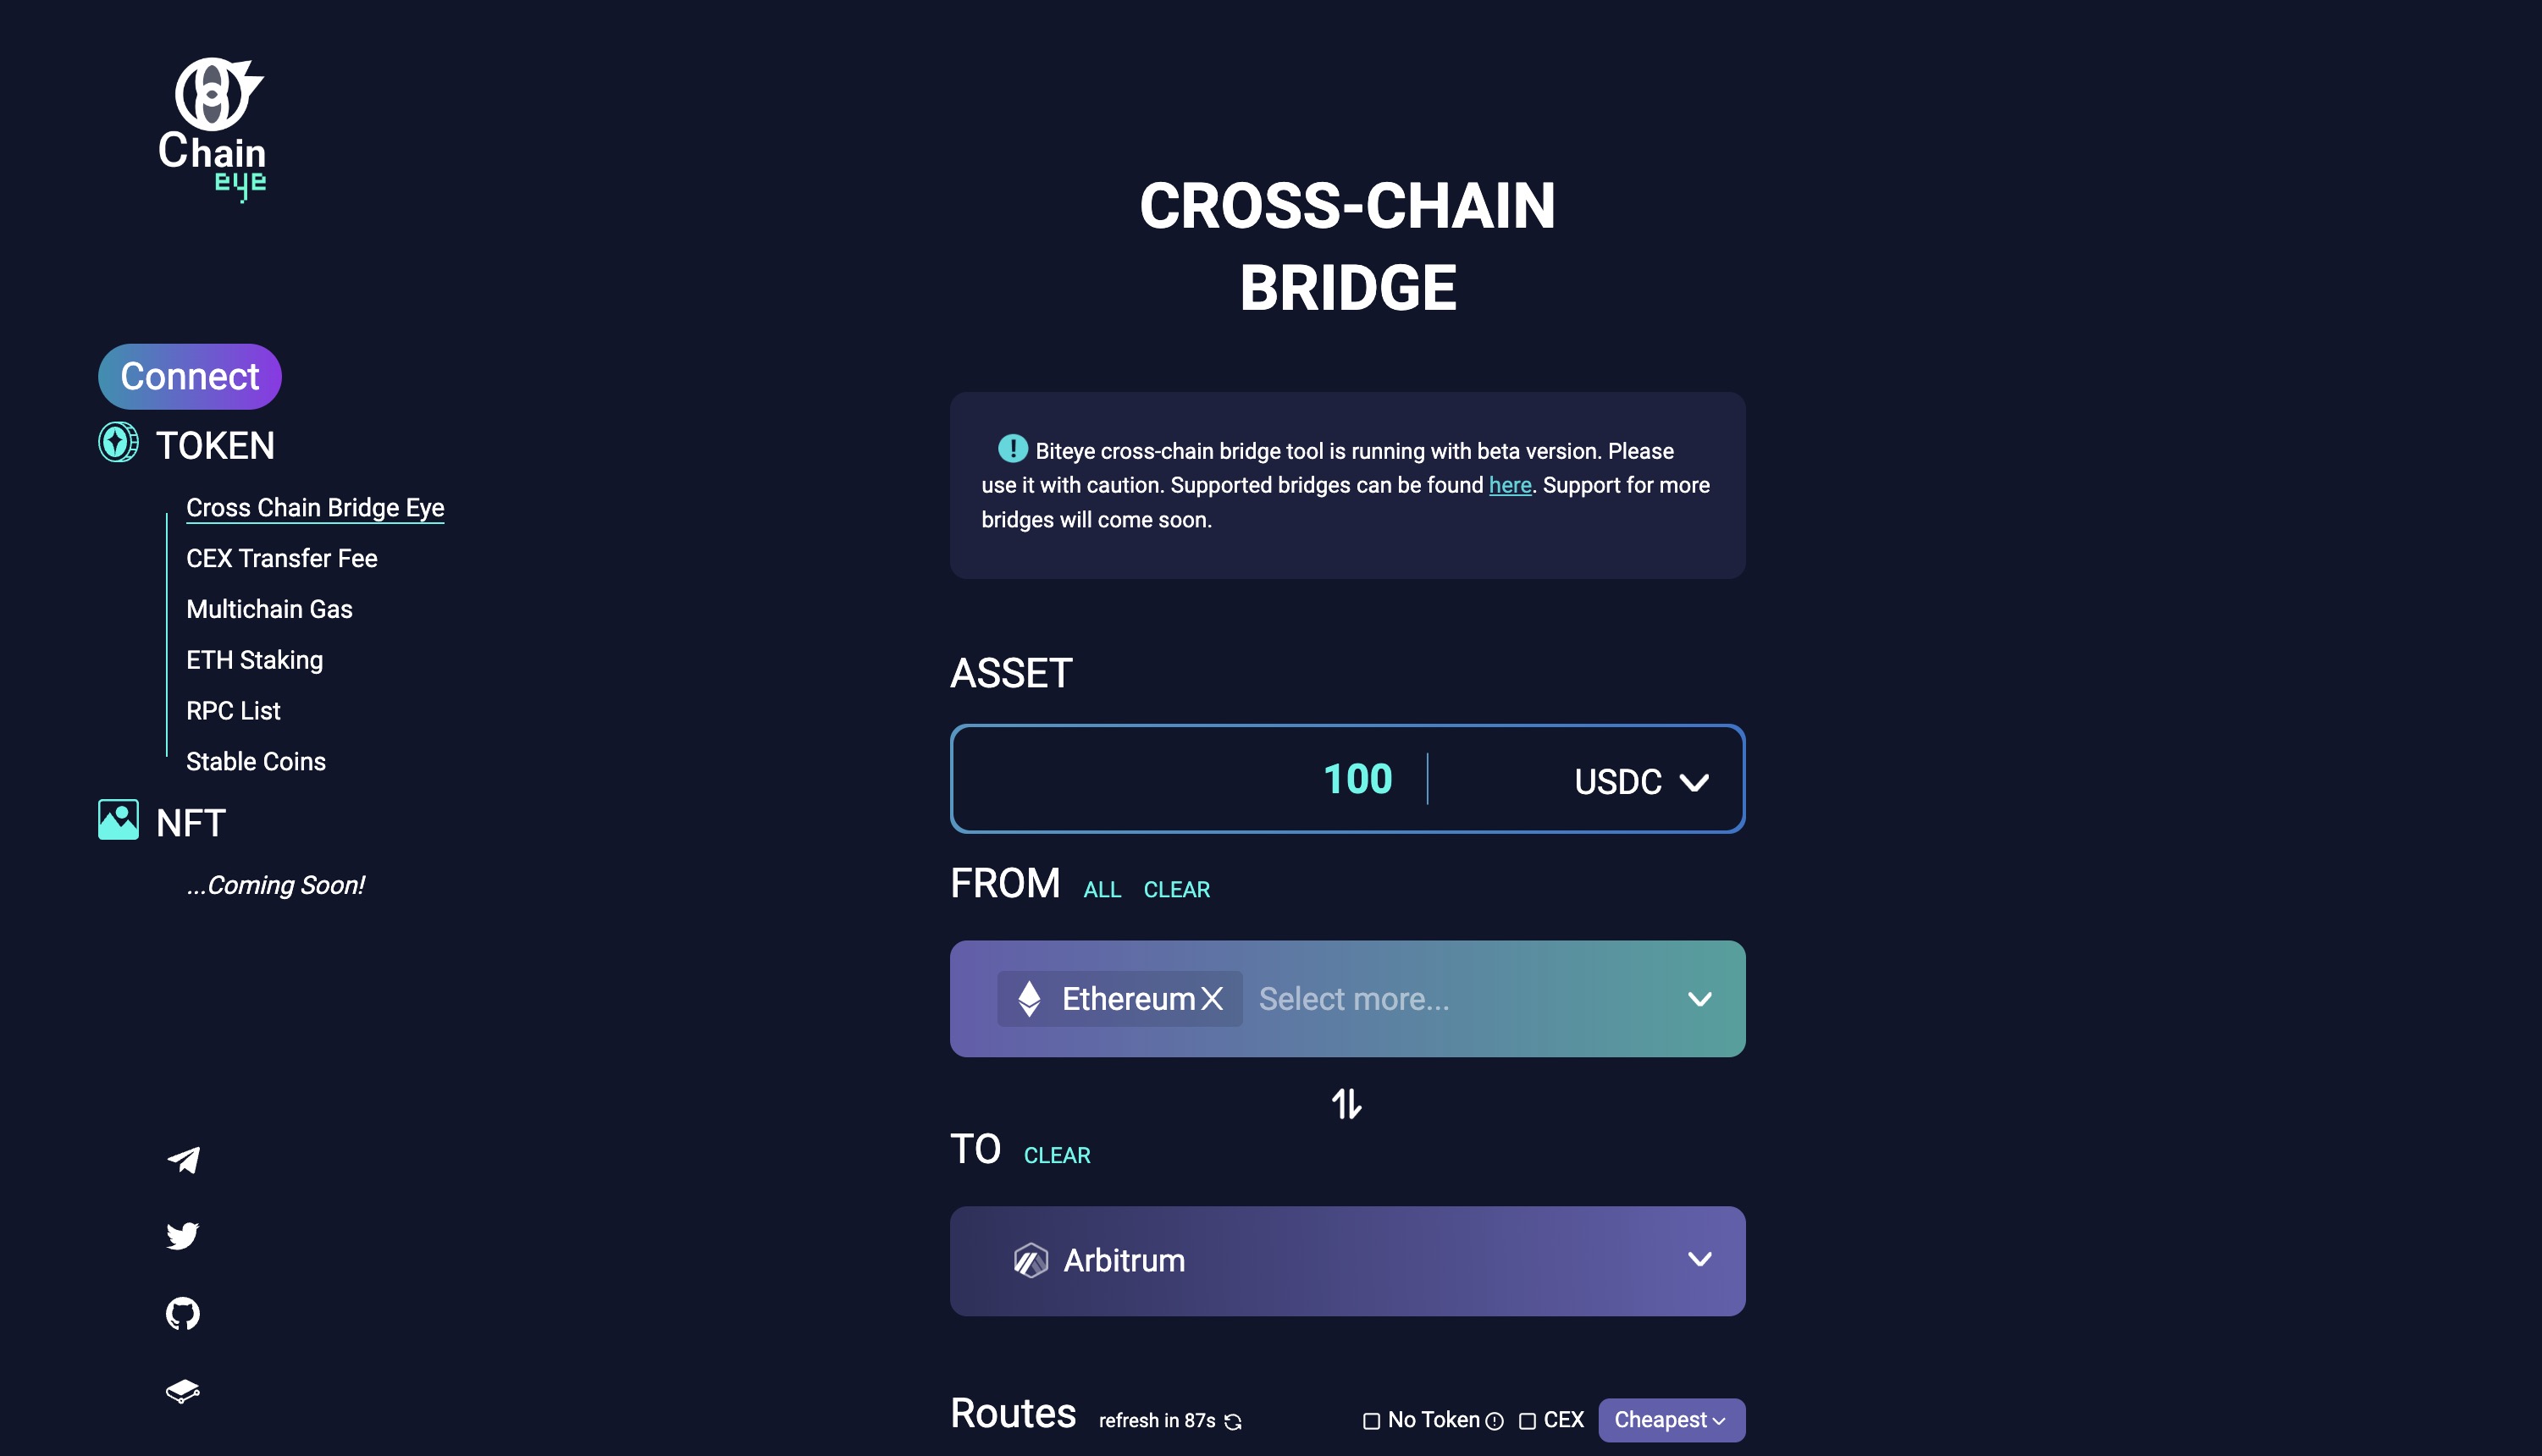 Chain
eye
CROSS-CHAIN
BRIDGE
Connect
TOKEN
Cross Chain Bridge Eye
CEX Transfer Fee
Multichain Gas
ETH Staking
RPC List
Stable Coins
NFT
...Coming Soon!
Biteye cross-chain bridge tool is running with beta version. Please
use it with caution. Supported bridges can be found here. Support for more
bridges will come soon.
ASSET
100 USDC
FROM ALL CLEAR
Ethereum X Select more...
TO CLEAR
Arbitrum
Routes refresh in 87s No Token CEX Cheapest